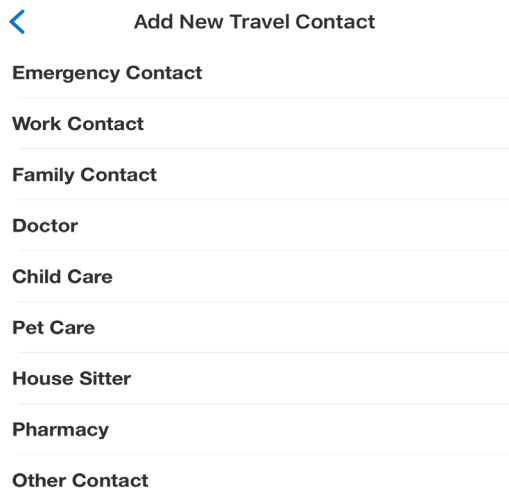 Add New Travel Contact
Emergency Contact
Work Contact
Family Contact
Doctor
Child Care
Pet Care
House Sitter
Pharmacy
Other Contact